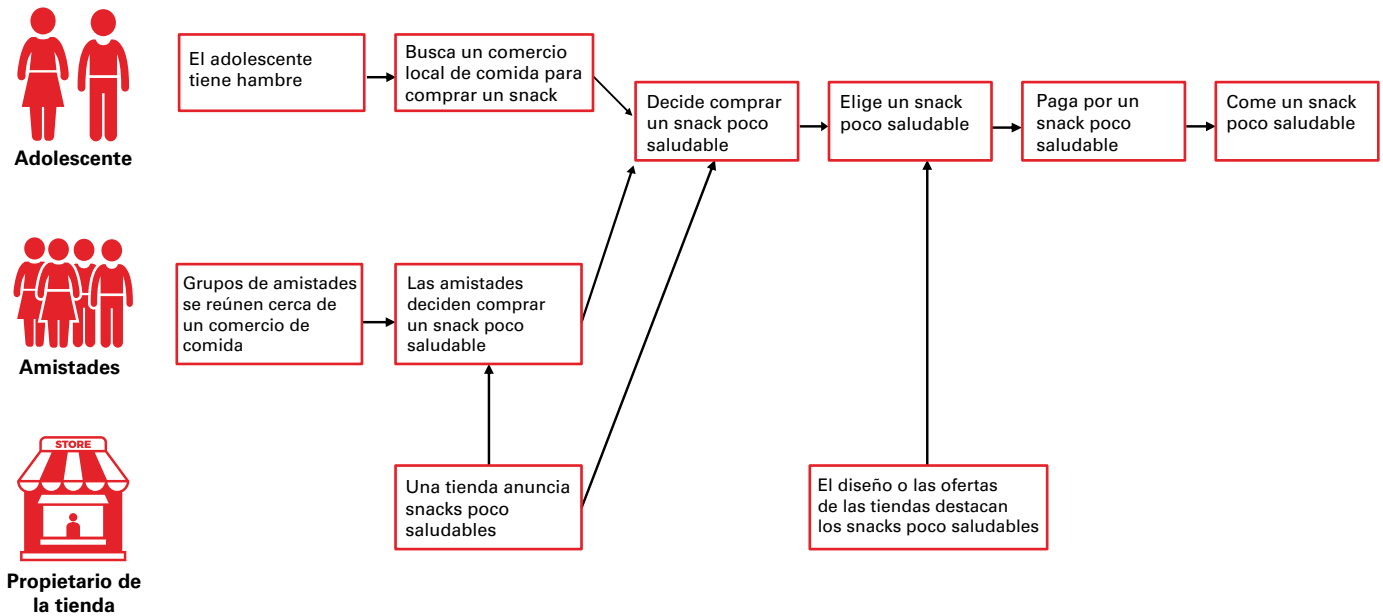 El adolescente
tiene hambre
Busca un comercio
local de comida para
comprar un snack
Decide comprar
un snack poco
saludable
Elige un snack
poco saludable
Paga por un
snack poco
saludable
Come un snack
poco saludable
Adolescente
Grupos de amistades
se reúnen cerca de
un comercio de
comida
Las amistades
deciden comprar
un snack poco
saludable
Amistades
STORE
Una tienda anuncia
snacks poco
saludables
El diseño o las ofertas
de las tiendas destacan
los snacks poco saludables
Propietario de
la tienda